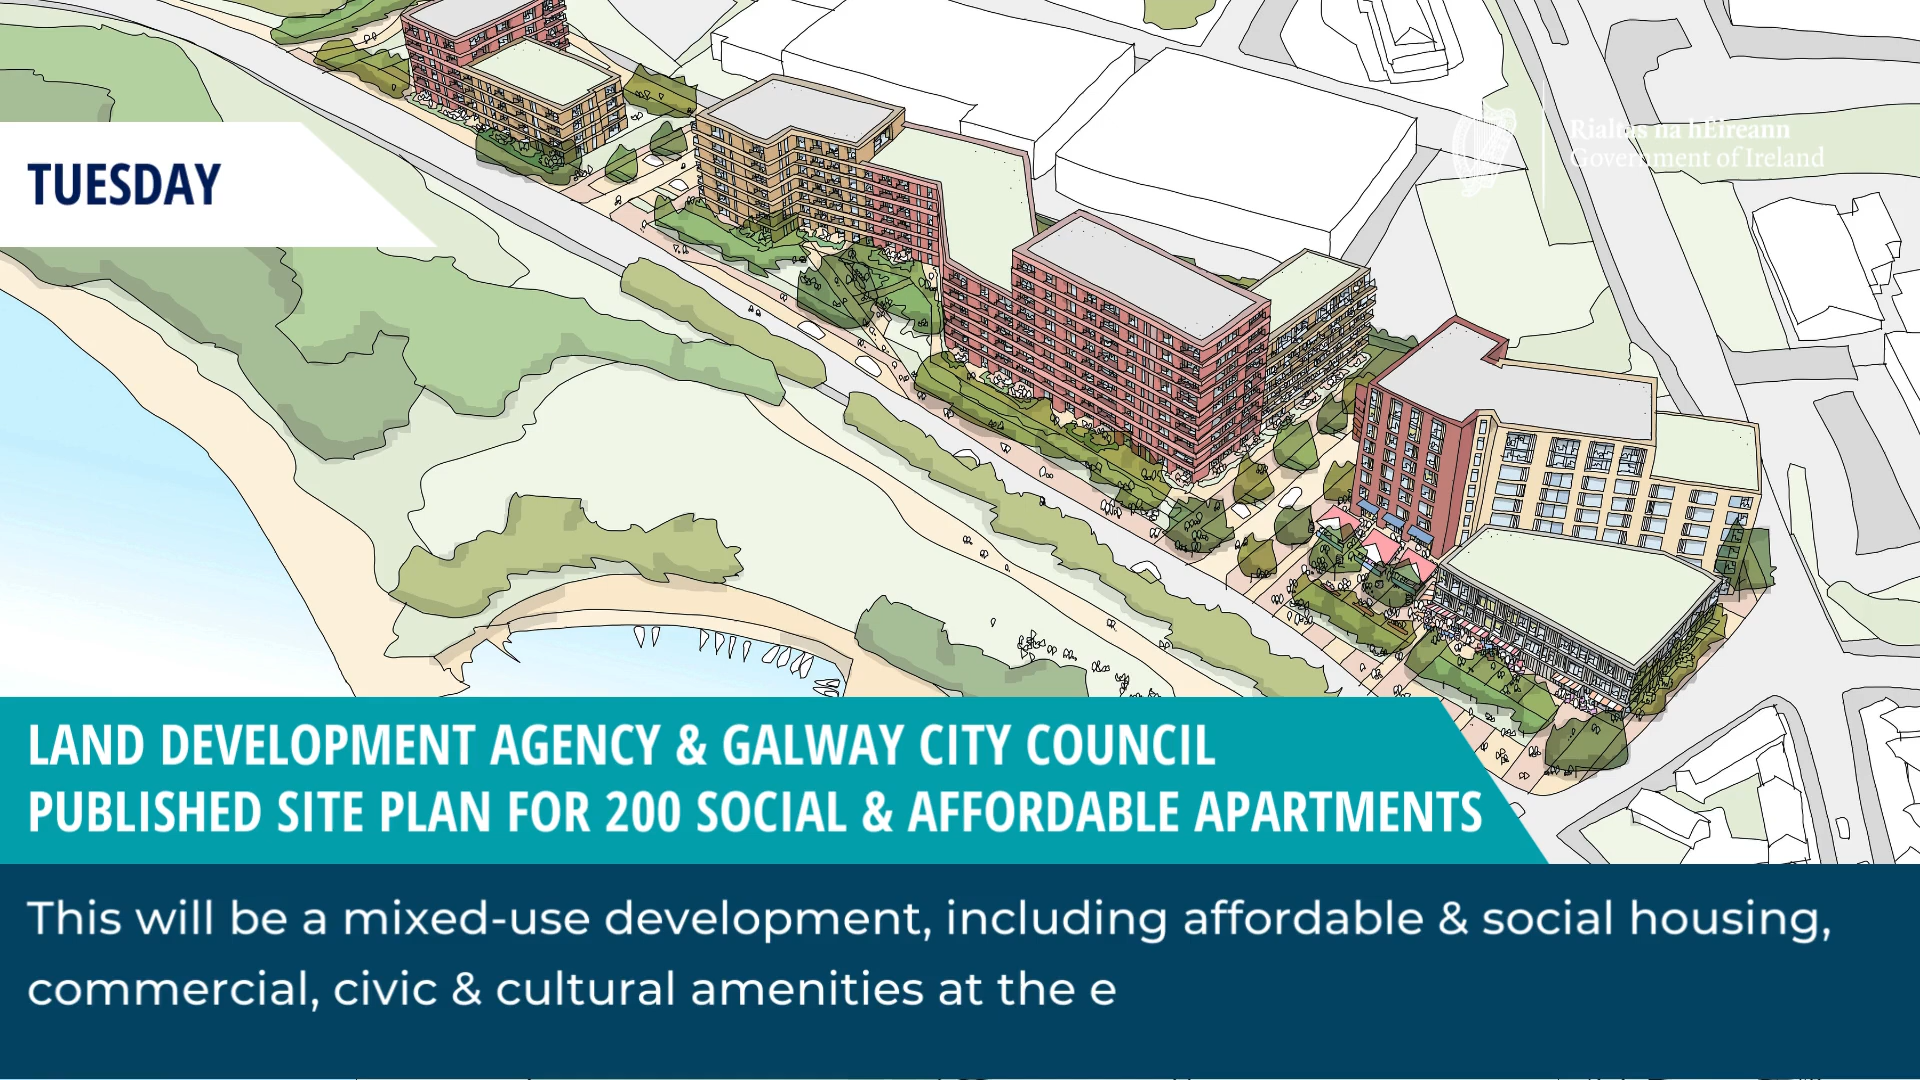 Rialtas na hÉireann
Government of Ireland
TUESDAY
LAND DEVELOPMENT AGENCY & GALWAY CITY COUNCIL
PUBLISHED SITE PLAN FOR 200 SOCIAL & AFFORDABLE APARTMENTS
This will be a mixed-use development, including affordable & social housing,
commercial, civic & cultural amenities at the e